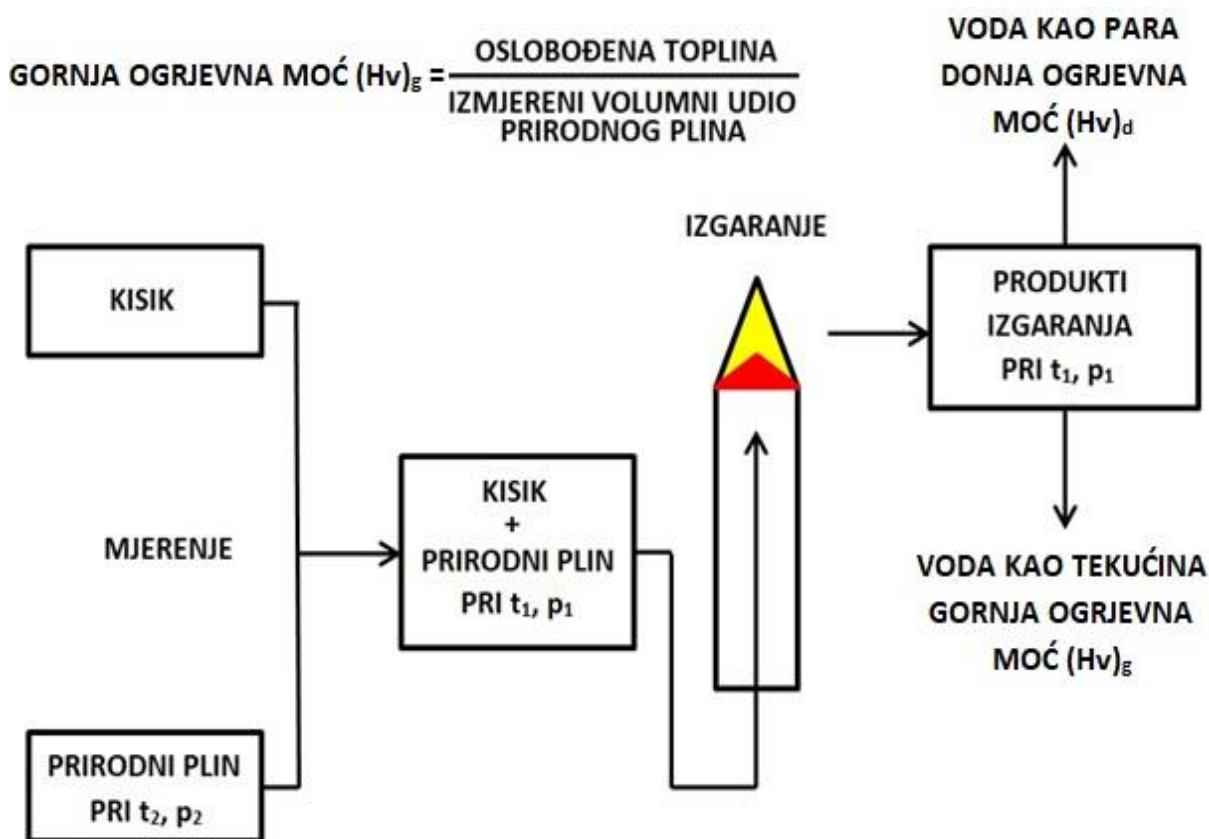 GORNJA OGRJEVNA MOĆ (Hv)g = OSLOBOĐENA TOPLINA
IZMJERENI VOLUMNI UDIO
PRIRODNOG PLINA
VODA KAO PARA
DONJA OGRJEVNA
MOĆ (Hv)d
IZGARANJE
KISIK
PRODUKTI
IZGARANJA
PRI t₁, p₁
MJERENJE
KISIK
+
PRIRODNI PLIN
PRI t₁, p₁
VODA KAO TEKUĆINA
GORNJA OGRJEVNA
MOĆ (Hv)g
PRIRODNI PLIN
PRI t₂, p₂